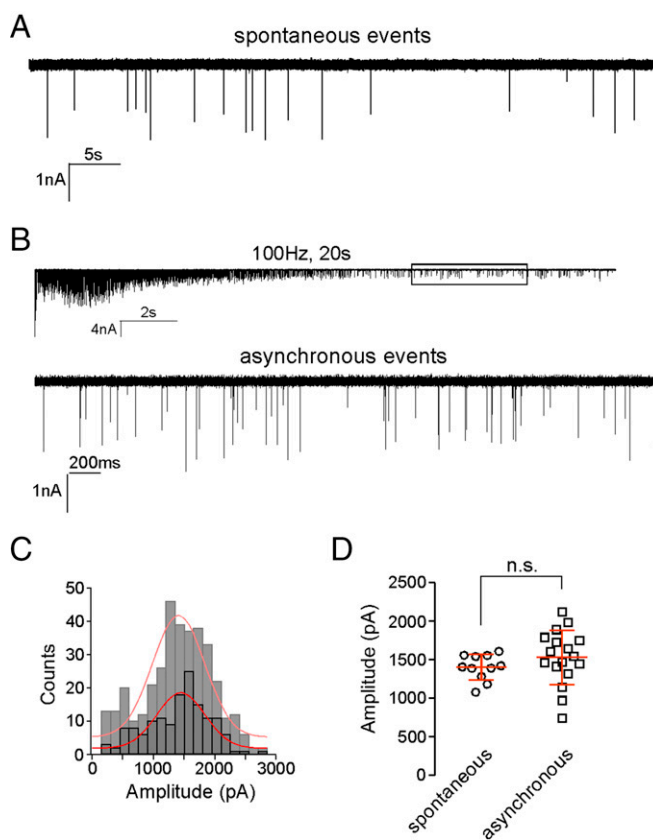 A
spontaneous events
5s
1nA
B
100Hz, 20s
2s
4nA
asynchronous events
200ms
1nA
C
50
40
30
20
10
0
Counts
0 1000 2000 3000
Amplitude (pA)
D
n.s.
2500
2000
1500
1000
500
0
Amplitude (pA)
spontaneous
asynchronous